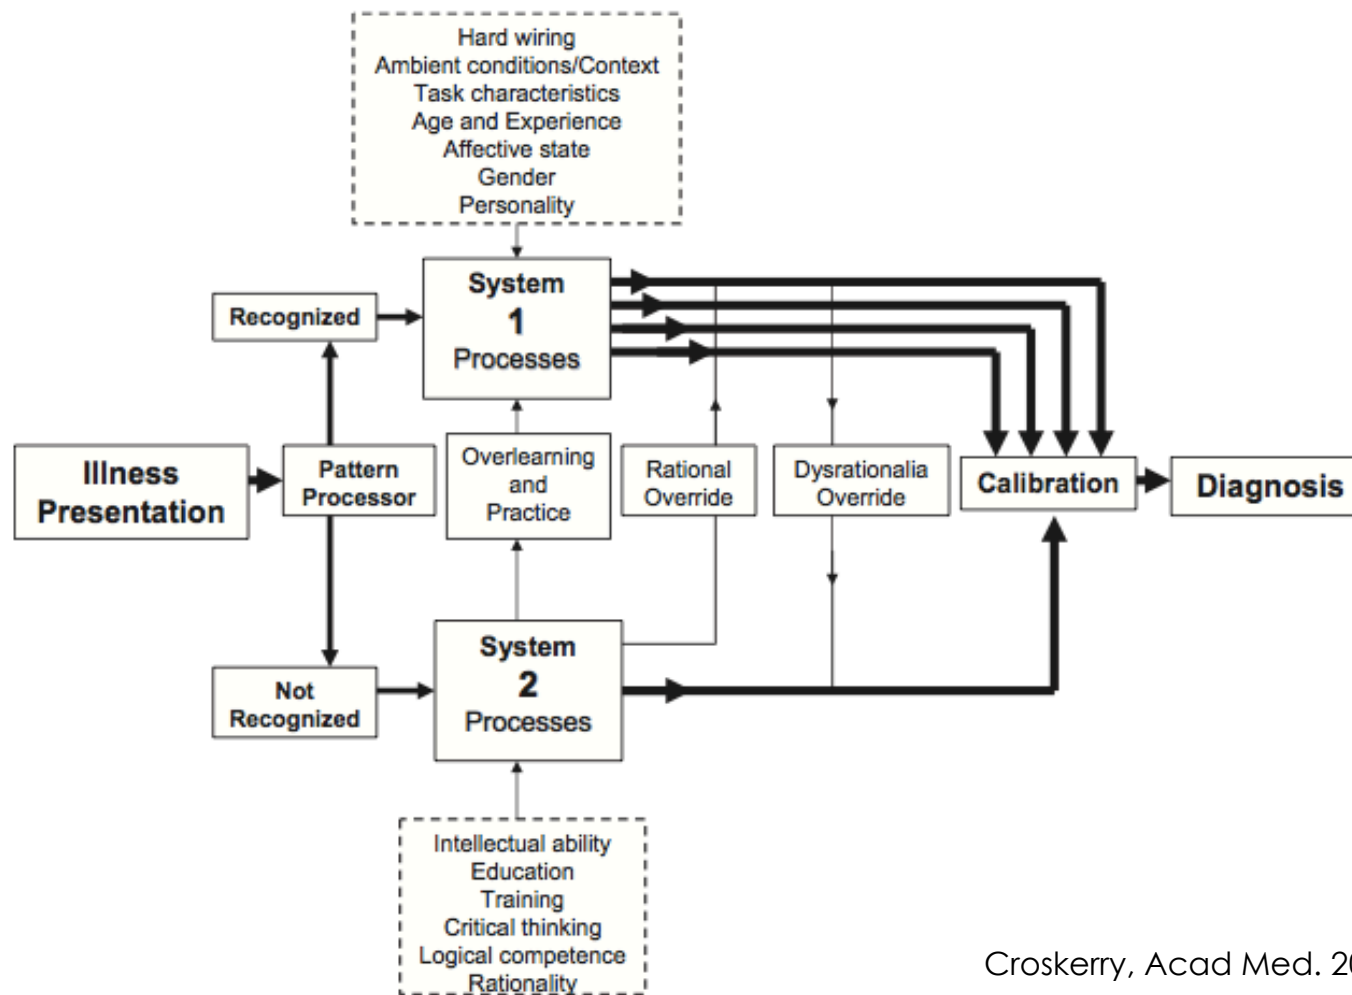 Hard wiring
Ambient conditions/Context
Task characteristics
Age and Experience
Affective state
Gender
Personality
System
1
Processes
Recognized
Illness
Presentation
Pattern
Processor
Overlearning
and
Practice
Rational
Override
Dysrationalia
Override
Calibration
Diagnosis
Not
Recognized
System
2
Processes
Intellectual ability
Education
Training
Critical thinking
Logical competence
Rationality
Croskerry, Acad Med. 20